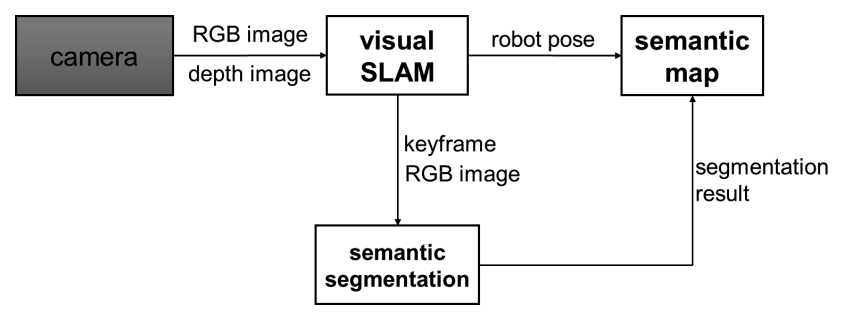 camera
RGB image
depth image
visual
SLAM
robot pose
semantic
map
keyframe
RGB image
segmentation
result
semantic
segmentation